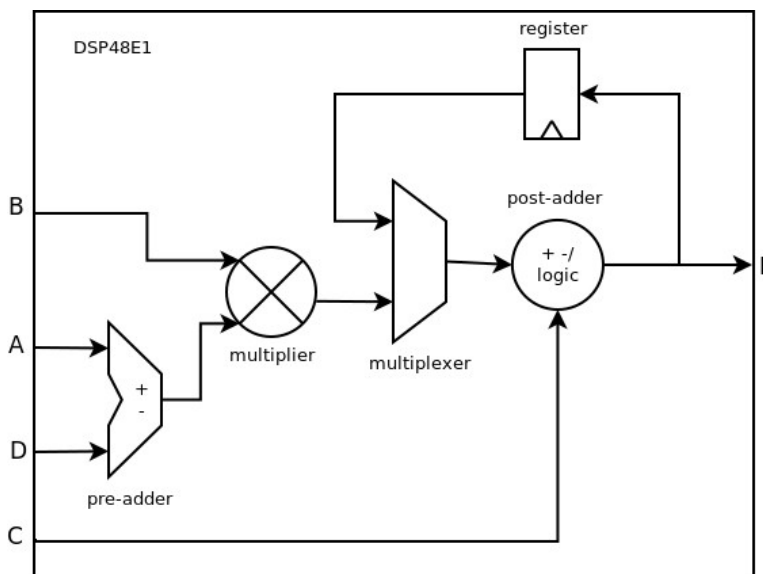 register
DSP48E1
B
post-adder
+ -/
logic
A
multiplier
multiplexer
+
-
D
pre-adder
C